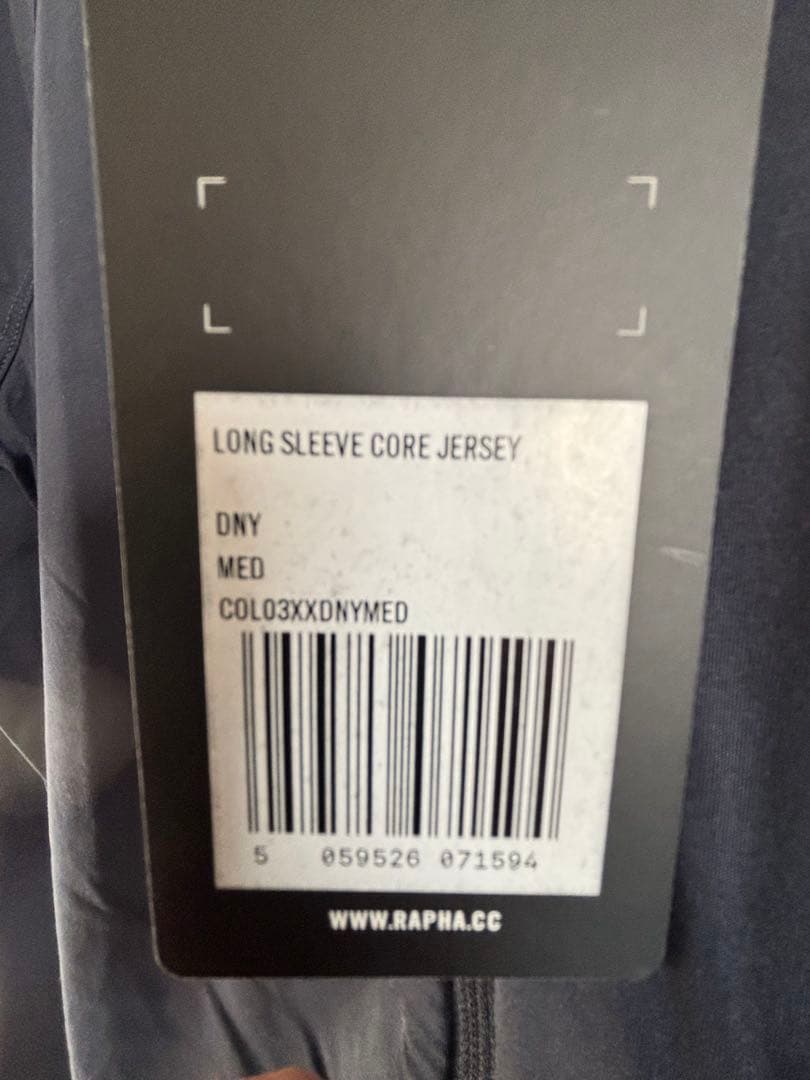 LONG SLEEVE CORE JERSEY
DNY
MED
COL03XXDNYMED
5 059526 071594
WWW.RAPHA.CC